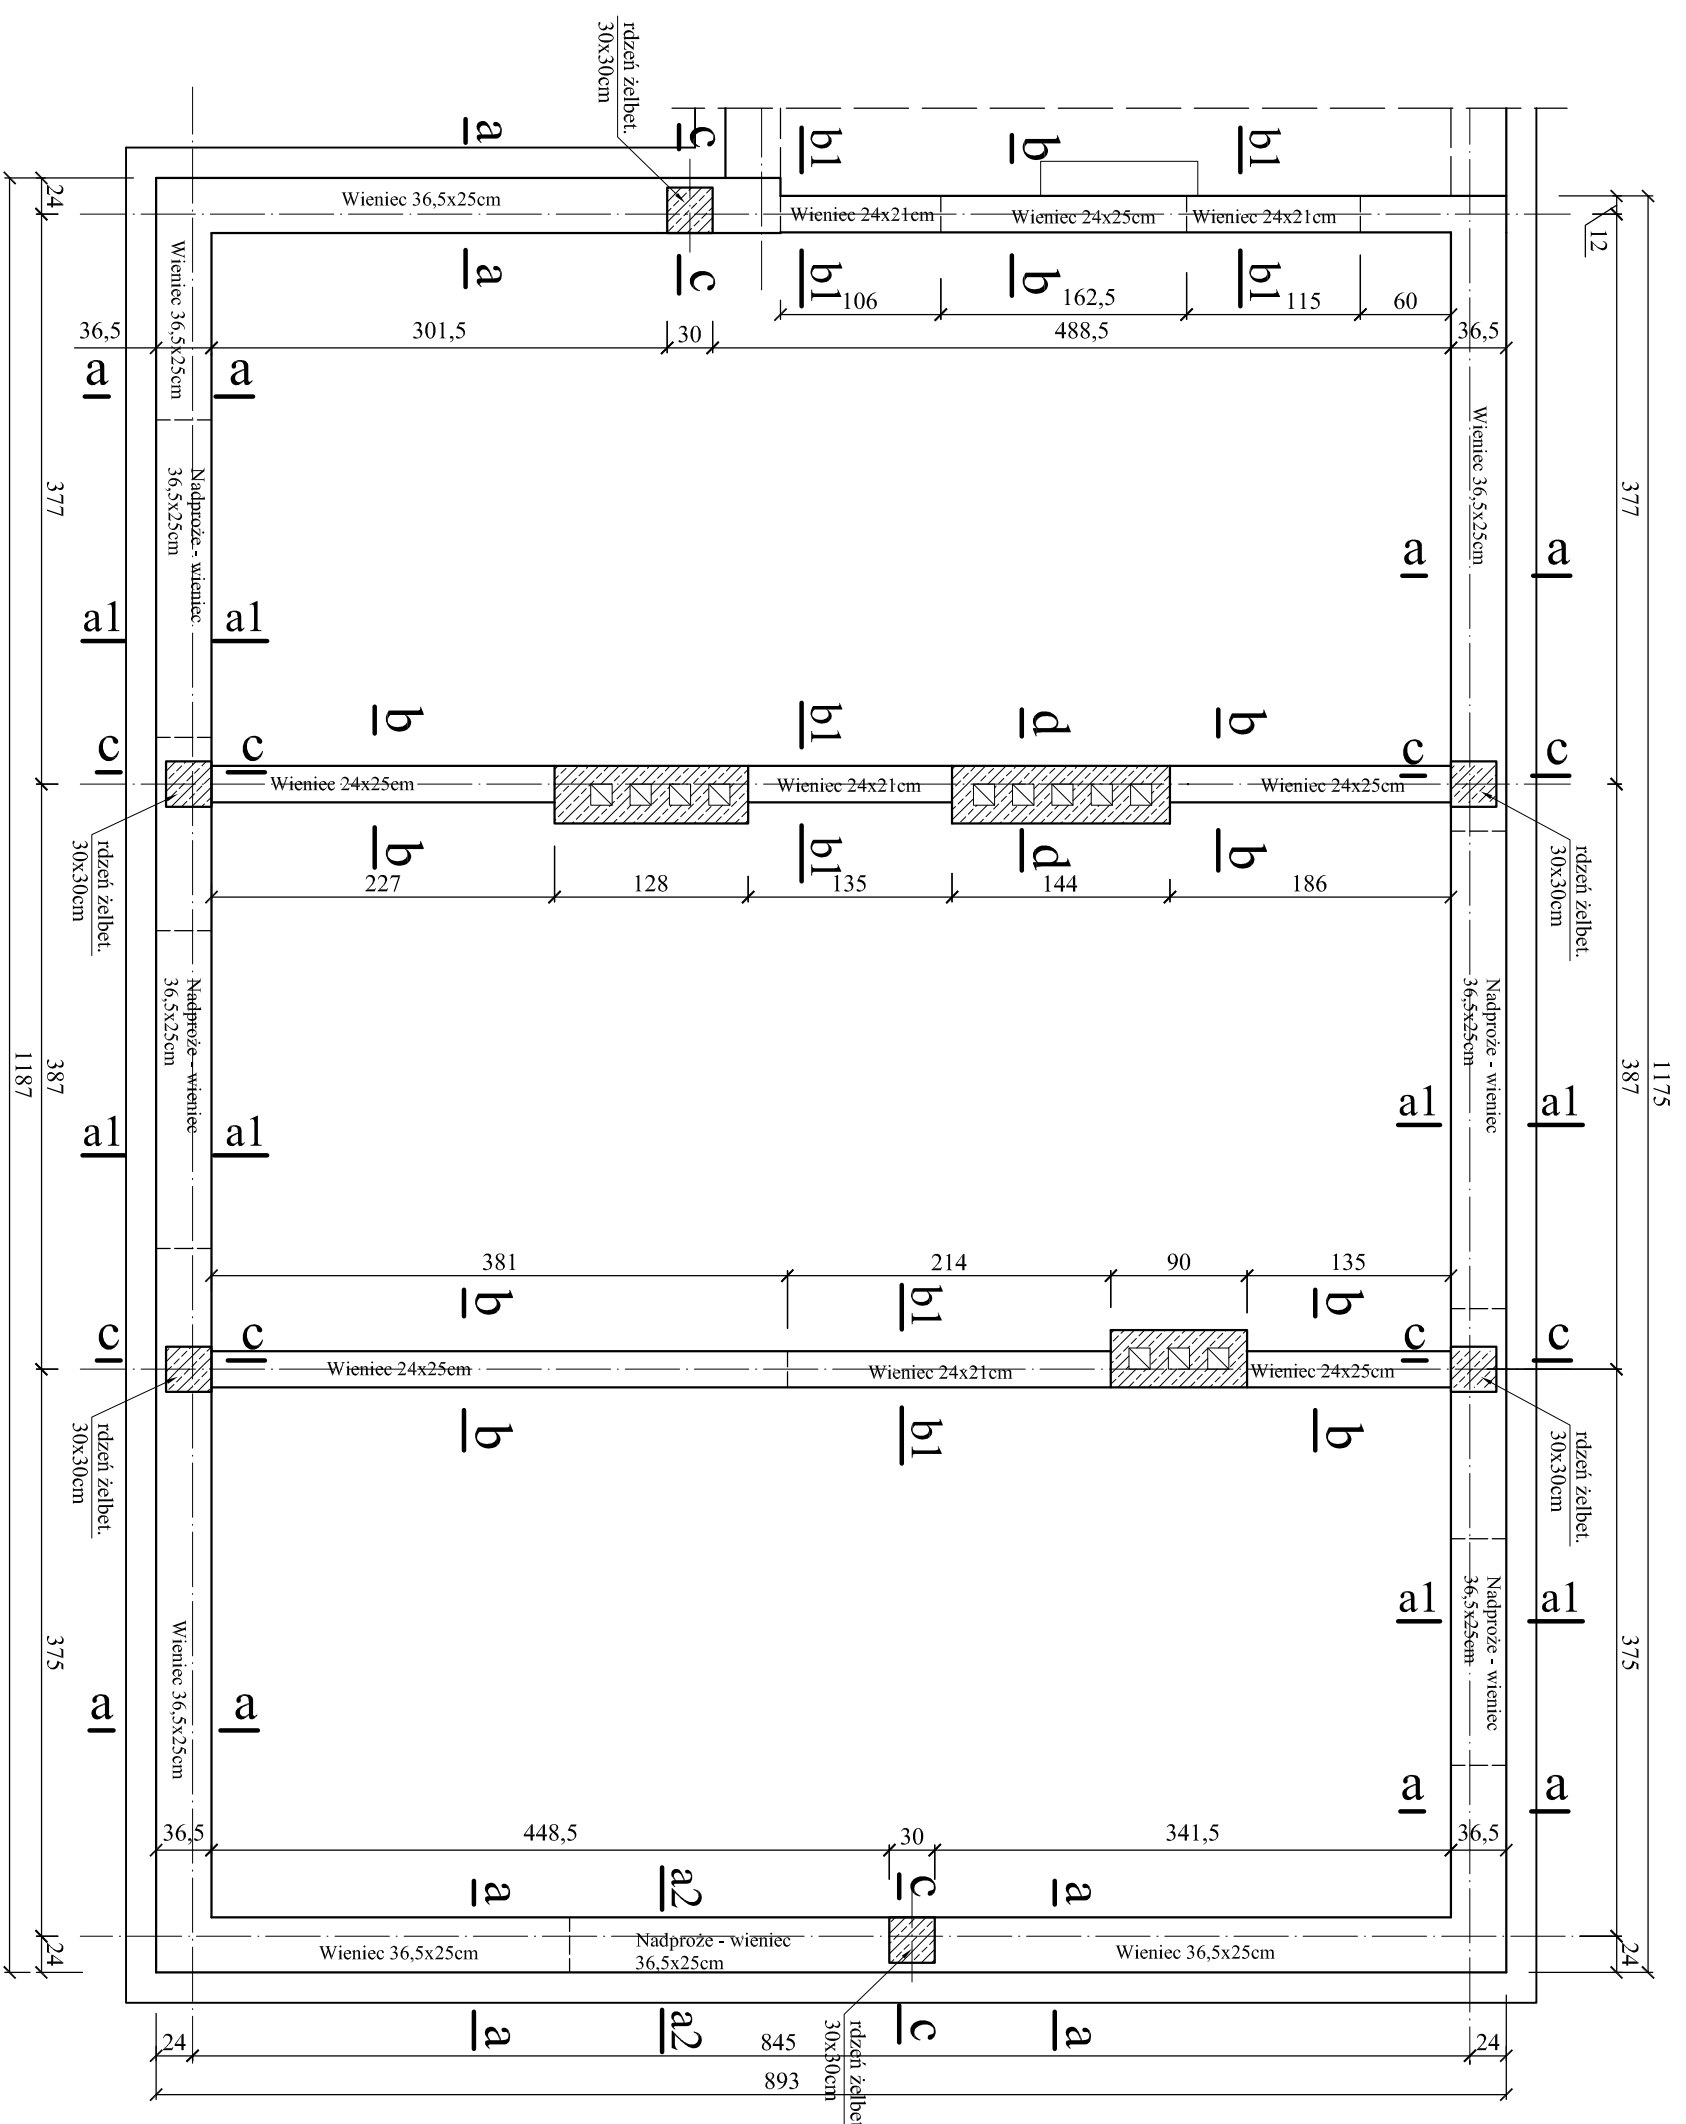 rdzeń żelbet.
30x30cm
a
c
b1
b
b1
24
Wieniec 36,5x25cm
Wieniec 24x21cm
Wieniec 24x25cm
Wieniec 24x21cm
12
a
c
b1
b
b1
106
162,5
115
60
36,5
301,5
30
488,5
36,5
Wieniec 36,5x25cm
a
a
Wieniec 36,5x25cm
377
Nadproże - wieniec
36,5x25cm
377
a
a
a1
a1
b
b1
d
b
c
c
c
c
Wieniec 24x25cm
Wieniec 24x21cm
Wieniec 24x25cm
rdzeń żelbet.
30x30cm
b
b1
d
b
rdzeń żelbet.
30x30cm
227
128
135
144
186
Nadproże - wieniec
36,5x25cm
Nadproże - wieniec
36,5x25cm
1187
387
387
1175
a1
a1
a1
a1
381
214
90
135
b
b1
b
c
c
c
c
Wieniec 24x25cm
Wieniec 24x21cm
Wieniec 24x25cm
rdzeń żelbet.
30x30cm
b
b1
b
rdzeń żelbet.
30x30cm
Nadproże - wieniec
36,5x25cm
a1
a1
375
Wieniec 36,5x25cm
375
a
a
a
a
36,5
448,5
30
341,5
36,5
a
a2
c
a
24
Wieniec 36,5x25cm
Nadproże - wieniec
36,5x25cm
Wieniec 36,5x25cm
24
a
a2
c
a
rdzeń żelbet
30x30cm
24
845
24
893